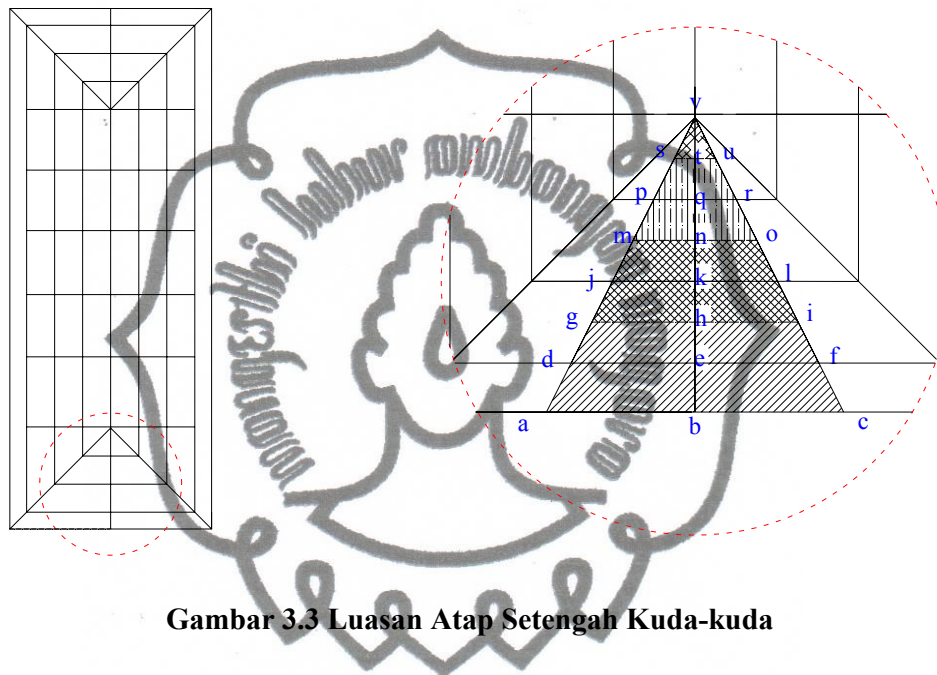 v
s t u
p q r
m n o
j k l
g h i
d e f
a b c
Gambar 3.3 Luasan Atap Setengah Kuda-kuda